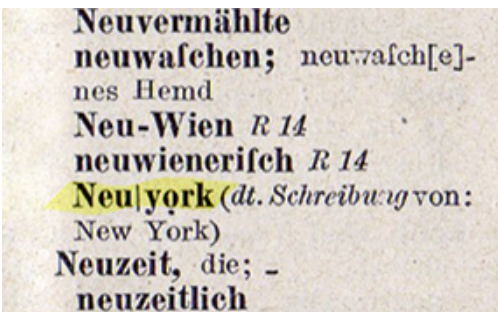 Neuvermählte
neuwaſchen; neuwaſch[e]-
nes Hemd
Neu-Wien R 14
neuwieneriſch R 14
Neu|york (dt. Schreibung von:
New York)
Neuzeit, die; –
neuzeitlich